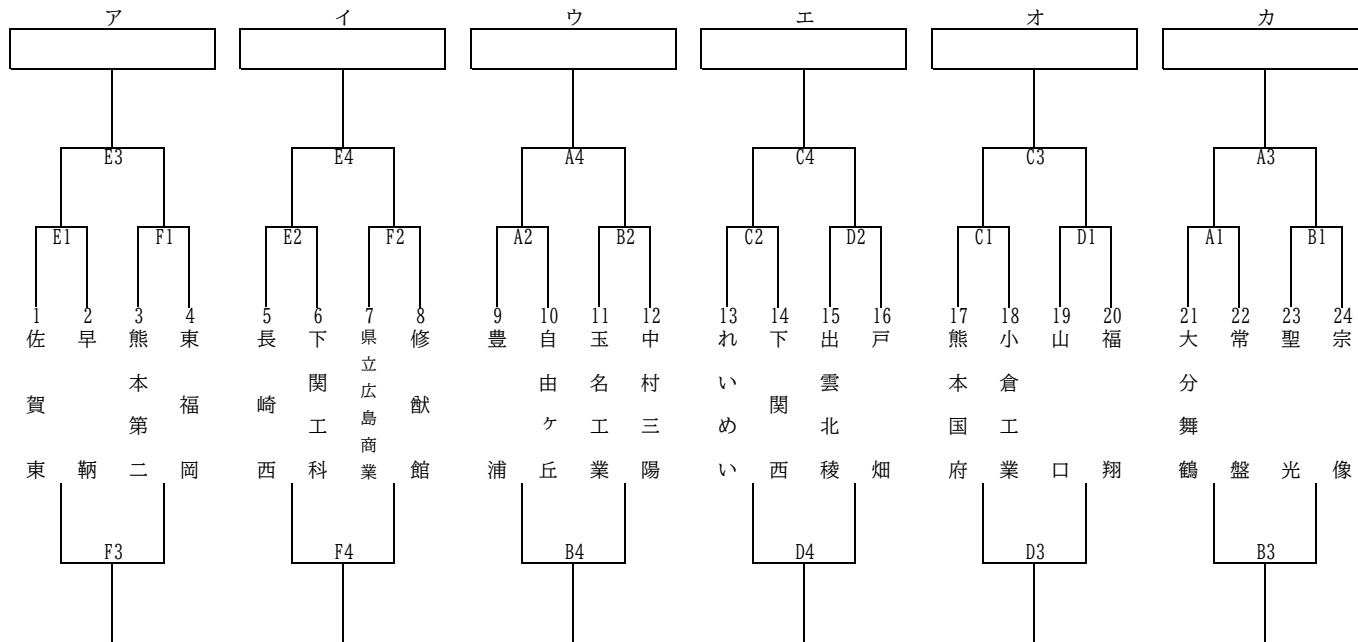 ア イ ウ エ オ カ
E3 E4 A4 C4 C3 A3
E1 F1 E2 F2 A2 B2 C2 D2 C1 D1 A1 B1
1 2 3 4 5 6 7 8 9 10 11 12 13 14 15 16 17 18 19 20 21 22 23 24
佐賀東
早鞆
熊本第二
東福岡
長崎西
下関工科
県立広島商業
修猷館
豊浦
自由ヶ丘
玉名工業
中村三陽
れいめい
下関西
出雲北稜
戸畑
熊本国府
小倉工業
山口
福翔
大分舞鶴
常盤
聖光
宗像
F3 F4 B4 D4 D3 B3